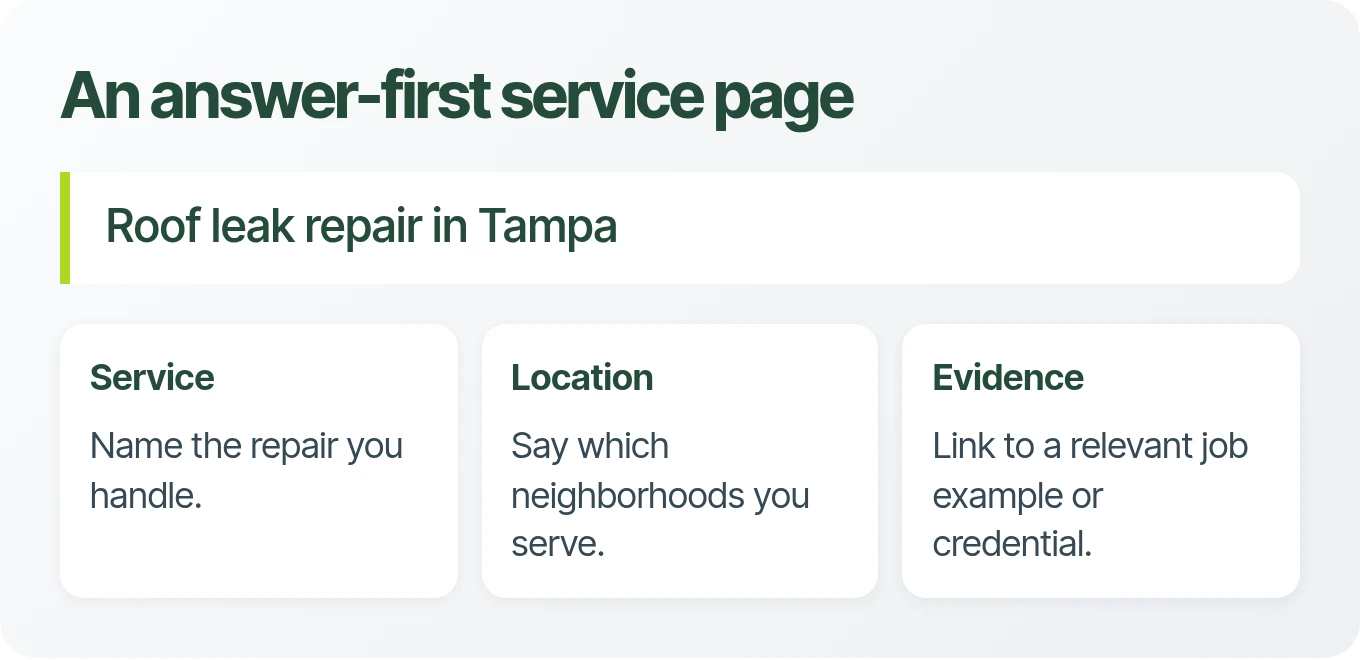 An answer-first service page
Roof leak repair in Tampa
Service
Name the repair you
handle.
Location
Say which
neighborhoods you
serve.
Evidence
Link to a relevant job
example or
credential.